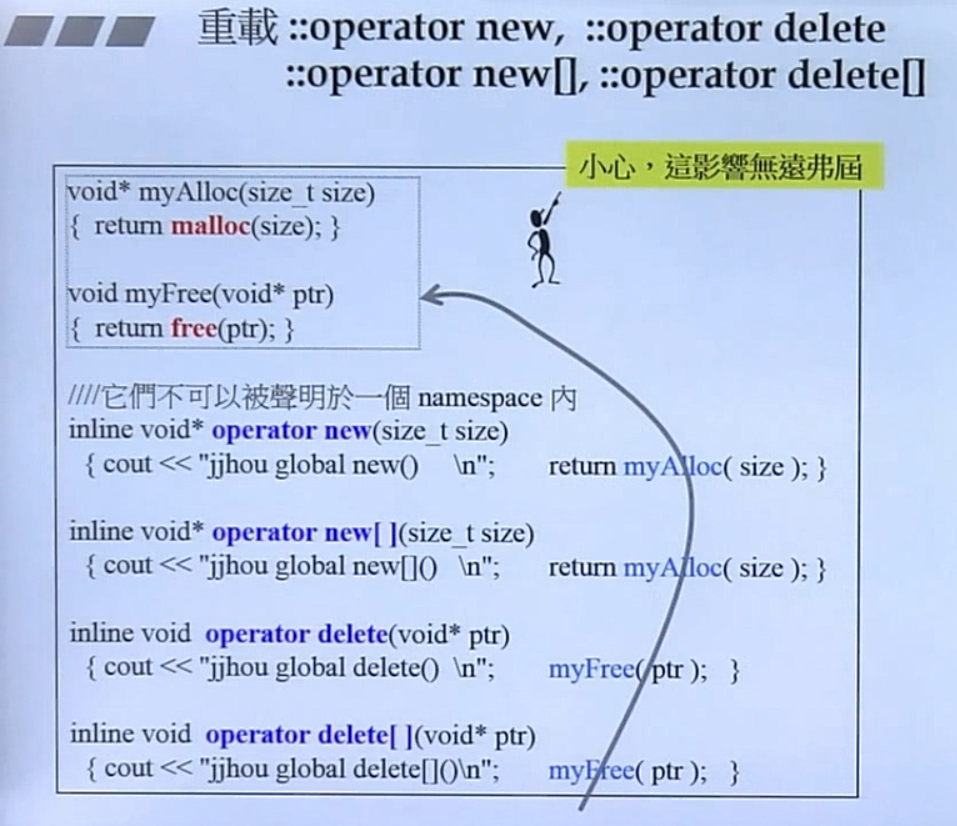 重載 ::operator new, ::operator delete
::operator new[], ::operator delete[]
小心，這影響無遠弗屆
void* myAlloc(size_t size)
{ return malloc(size); }
void myFree(void* ptr)
{ return free(ptr); }
////它們不可以被聲明於一個 namespace 內
inline void* operator new(size_t size)
{ cout << "jjhou global new() \n"; return myAlloc( size ); }
inline void* operator new[ ](size_t size)
{ cout << "jjhou global new[]() \n"; return myAlloc( size ); }
inline void operator delete(void* ptr)
{ cout << "jjhou global delete() \n"; myFree( ptr ); }
inline void operator delete[ ](void* ptr)
{ cout << "jjhou global delete[]()\n"; myFree( ptr ); }